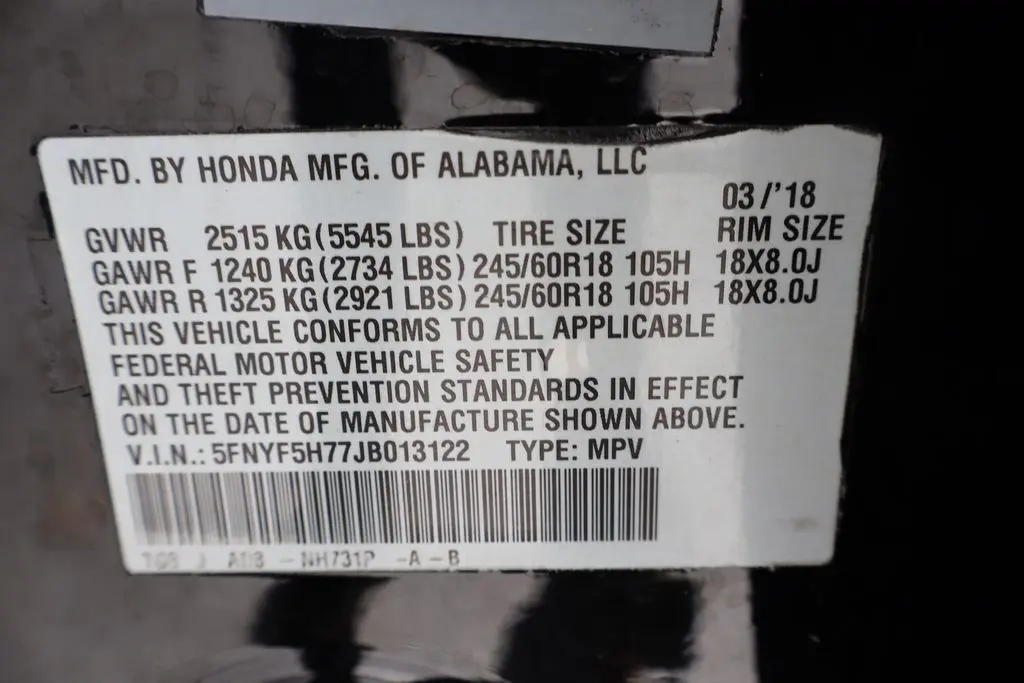 MFD. BY HONDA MFG. OF ALABAMA, LLC
03/'18
GVWR 2515 KG(5545 LBS) TIRE SIZE RIM SIZE
GAWR F 1240 KG(2734 LBS) 245/60R18 105H 18X8.0J
GAWR R 1325 KG(2921 LBS) 245/60R18 105H 18X8.0J
THIS VEHICLE CONFORMS TO ALL APPLICABLE
FEDERAL MOTOR VEHICLE SAFETY
AND THEFT PREVENTION STANDARDS IN EFFECT
ON THE DATE OF MANUFACTURE SHOWN ABOVE.
V.I.N.: 5FNYF5H77JB013122 TYPE: MPV
-NH731P -A-B